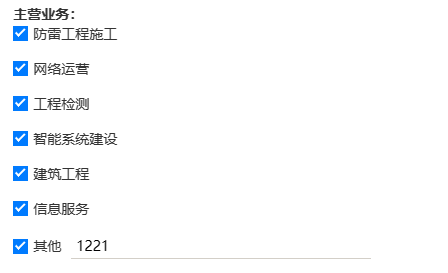 主营业务：
防雷工程施工
网络运营
工程检测
智能系统建设
建筑工程
信息服务
其他 1221